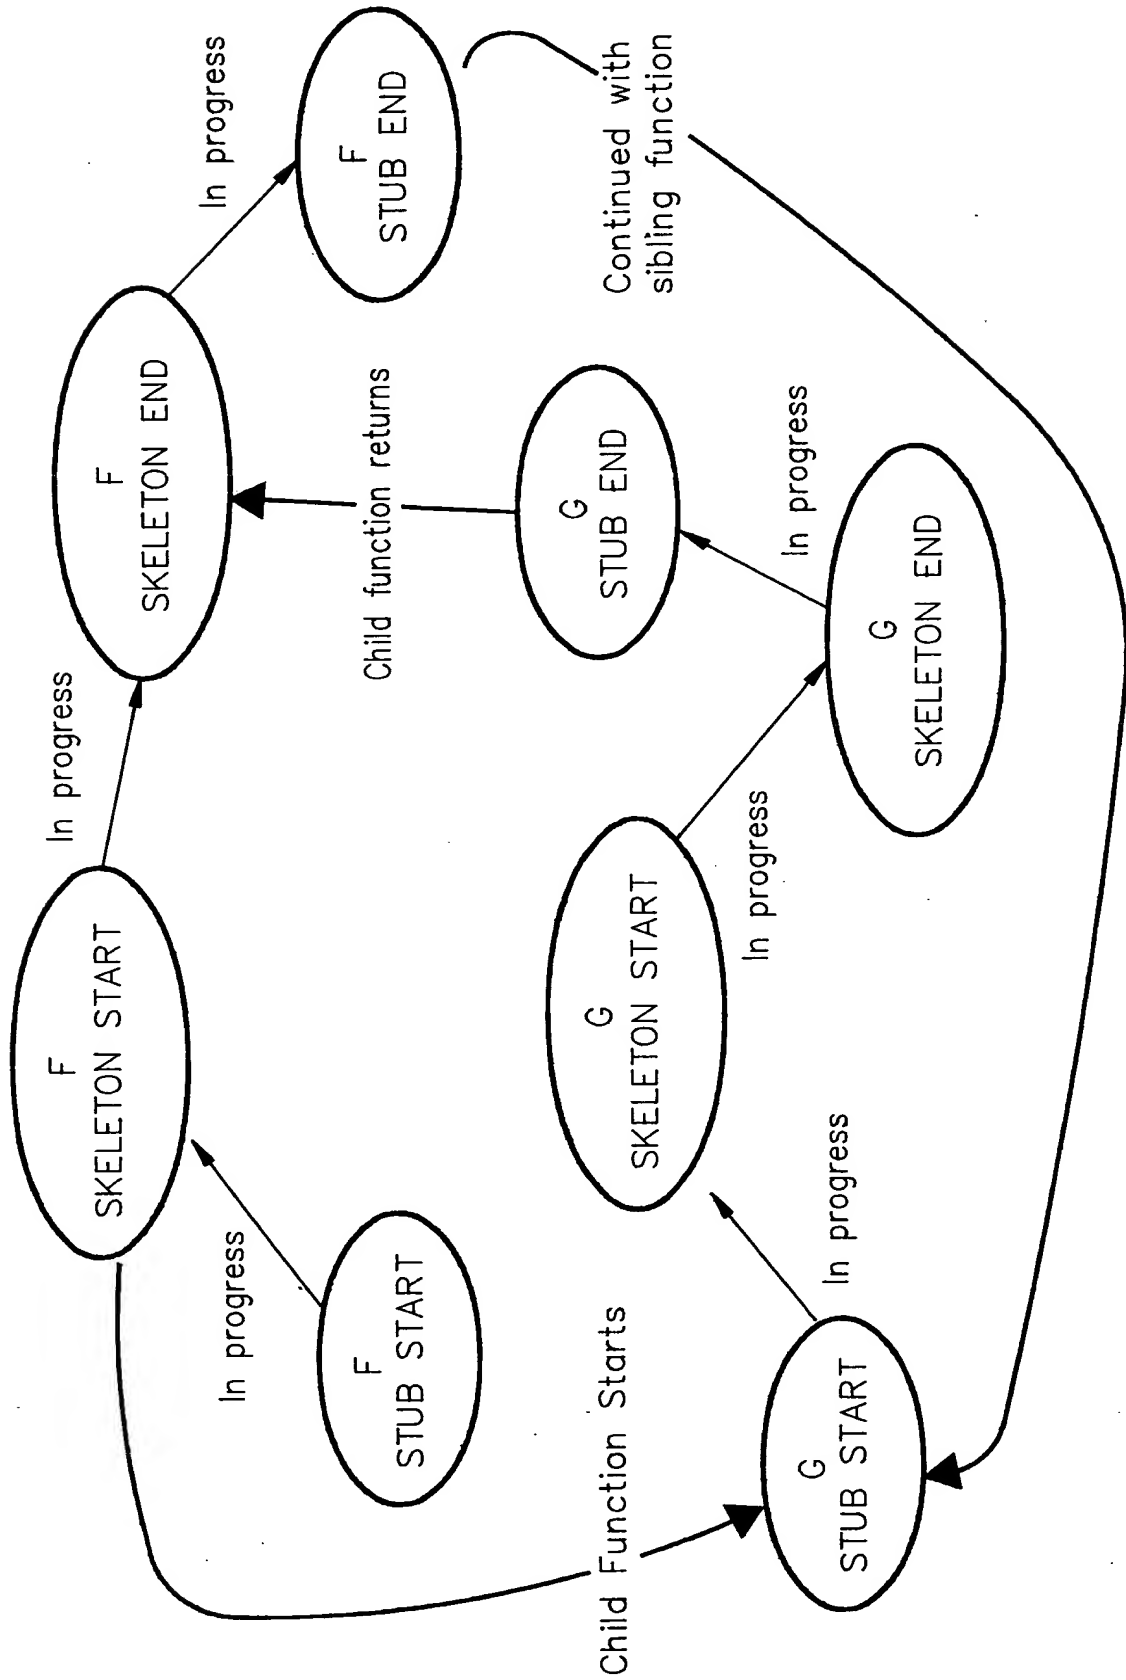 F
SKELETON START
In progress
F
SKELETON END
In progress
In progress
F
STUB START
Child function returns
F
STUB END
Child Function Starts
G
SKELETON START
G
STUB END
Continued with
sibling function
In progress
In progress
In progress
G
STUB START
G
SKELETON END